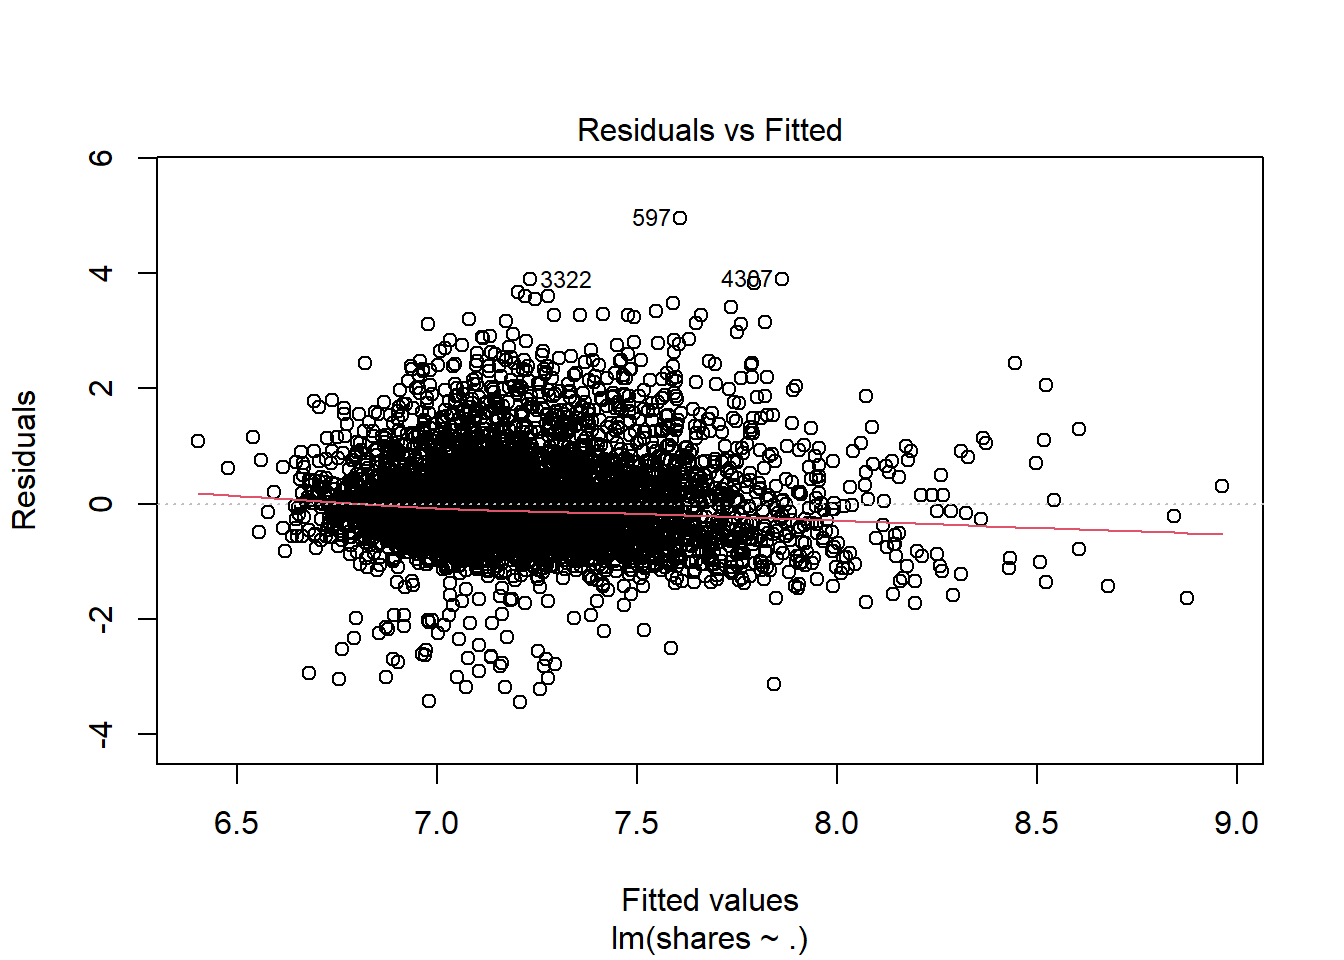 Residuals vs Fitted
6
4
2
0
-2
-4
Residuals
597
3322
4307
6.5 7.0 7.5 8.0 8.5 9.0
Fitted values
lm(shares ~ .)